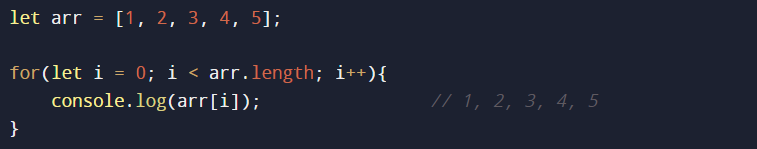 let arr = [1, 2, 3, 4, 5];
for(let i = 0; i < arr.length; i++){
    console.log(arr[i]);                // 1, 2, 3, 4, 5
}